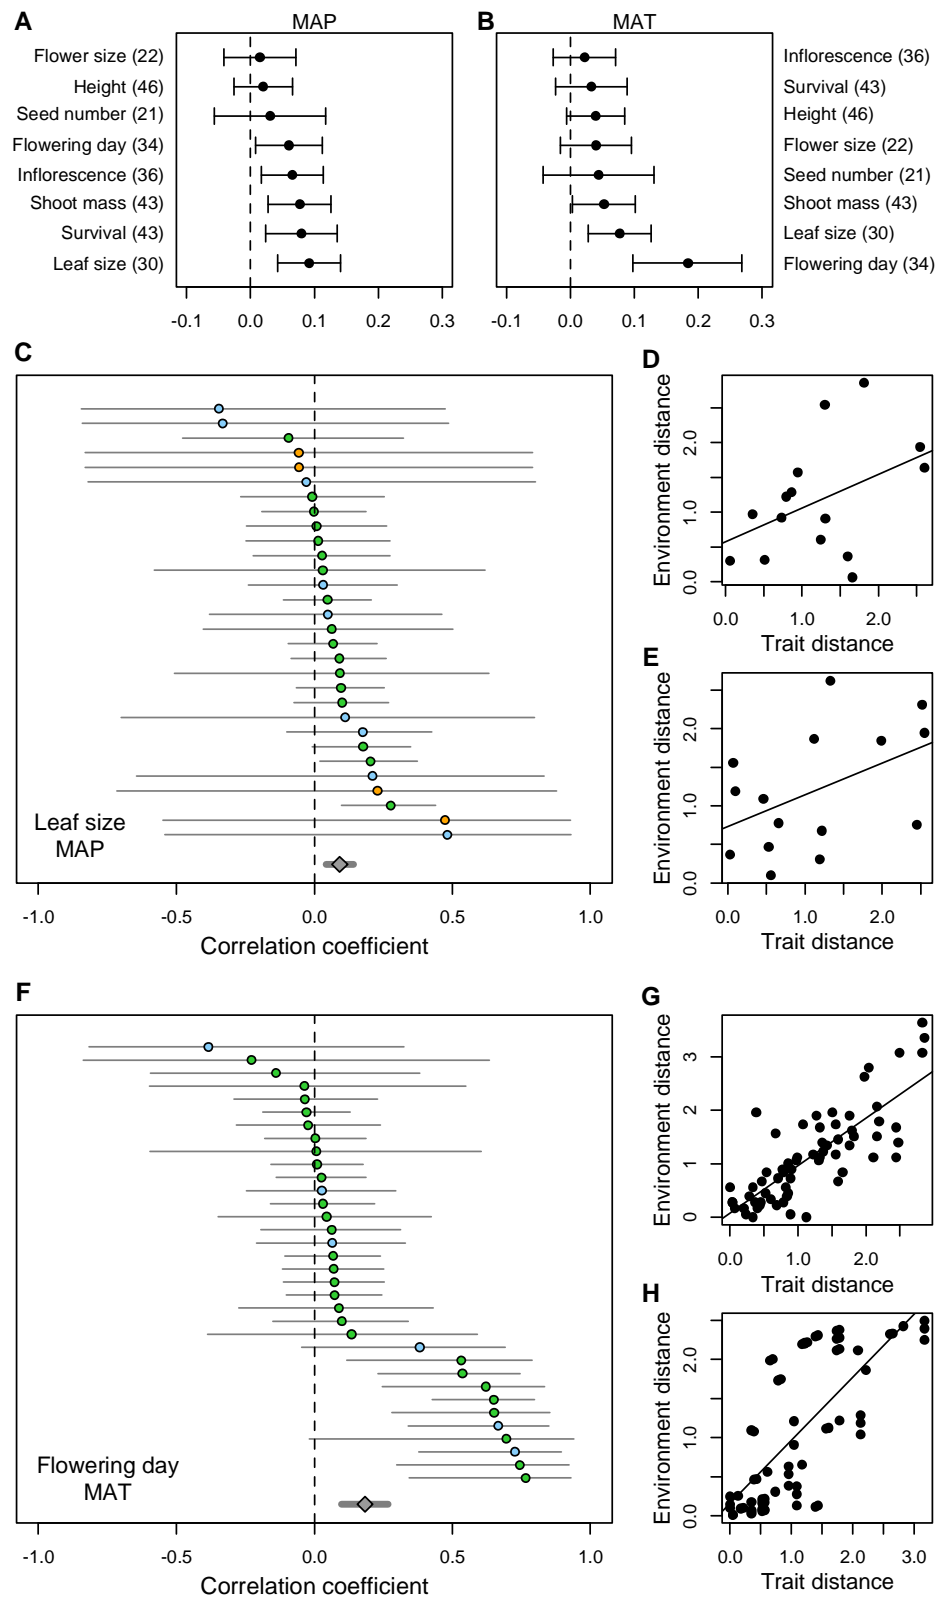 A
MAP
Flower size (22)
Height (46)
Seed number (21)
Flowering day (34)
Inflorescence (36)
Shoot mass (43)
Survival (43)
Leaf size (30)
-0.1 0.0 0.1 0.2 0.3
B
MAT
Inflorescence (36)
Survival (43)
Height (46)
Flower size (22)
Seed number (21)
Shoot mass (43)
Leaf size (30)
Flowering day (34)
-0.1 0.0 0.1 0.2 0.3
C
Leaf size
MAP
-1.0 -0.5 0.0 0.5 1.0
Correlation coefficient
D
Environment distance
0.0 1.0 2.0
0.0 1.0 2.0
Trait distance
E
Environment distance
0.0 1.0 2.0
0.0 1.0 2.0
Trait distance
F
Flowering day
MAT
-1.0 -0.5 0.0 0.5 1.0
Correlation coefficient
G
Environment distance
0 1 2 3
0.0 1.0 2.0
Trait distance
H
Environment distance
0.0 1.0 2.0
0.0 1.0 2.0 3.0
Trait distance